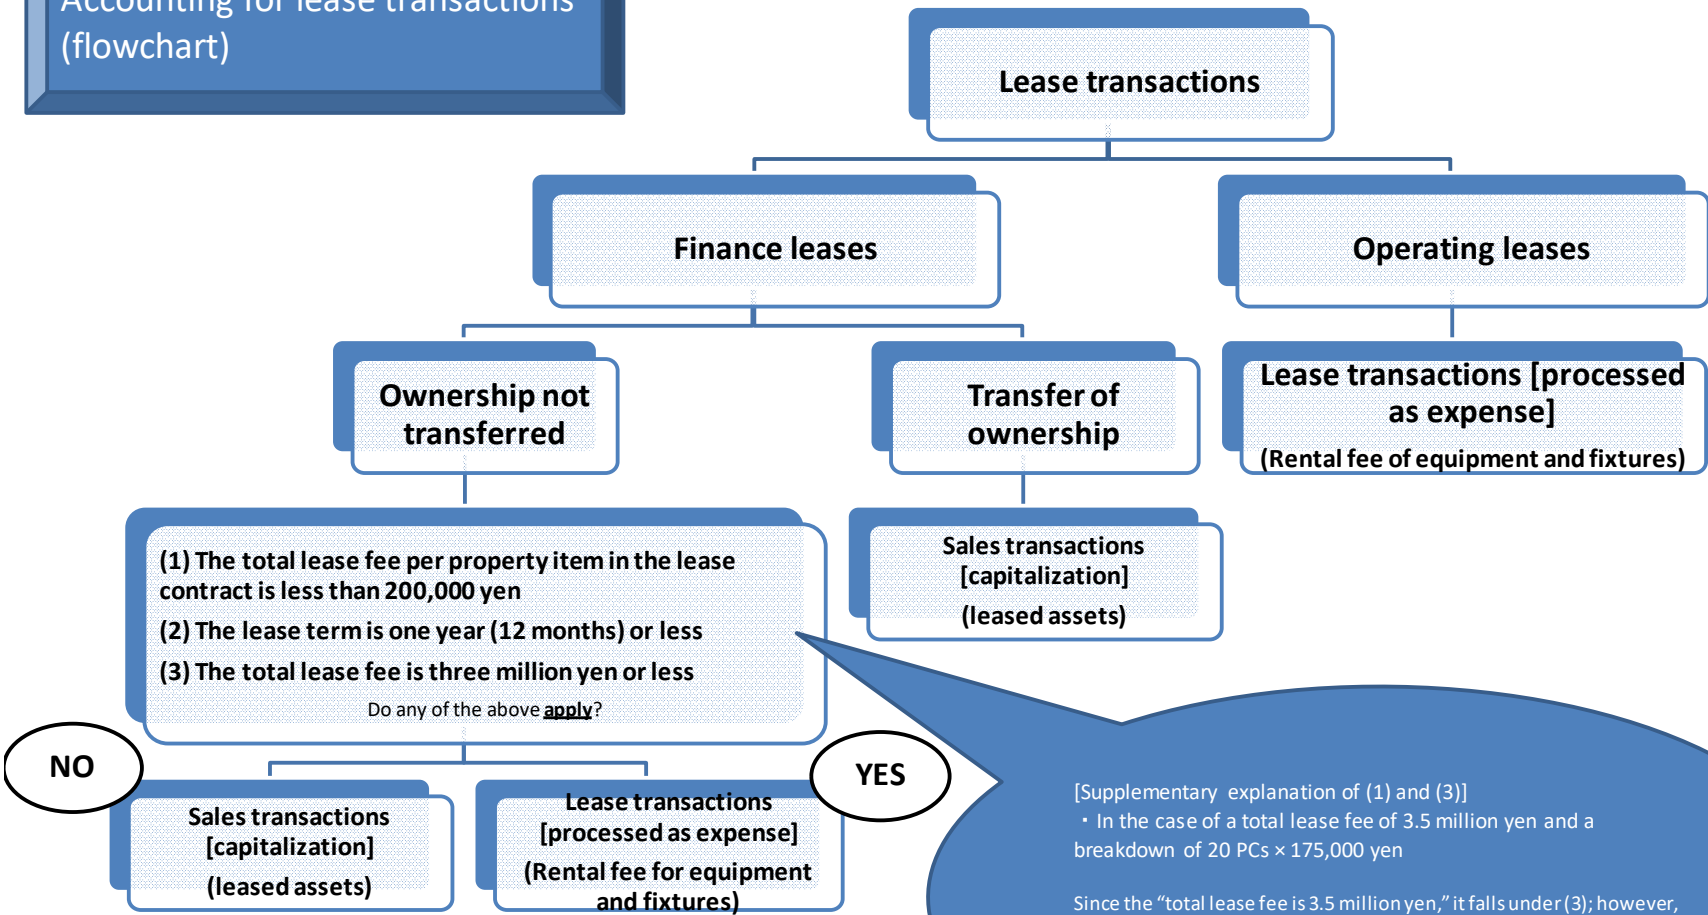 Accounting for lease transactions
(flowchart)
Lease transactions
Finance leases
Operating leases
Ownership not
transferred
Transfer of
ownership
Lease transactions [processed
as expense]
(Rental fee of equipment and fixtures)
(1) The total lease fee per property item in the lease
contract is less than 200,000 yen
(2) The lease term is one year (12 months) or less
(3) The total lease fee is three million yen or less
Do any of the above apply?
Sales transactions
[capitalization]
(leased assets)
NO
YES
Sales transactions
[capitalization]
(leased assets)
Lease transactions
[processed as expense]
(Rental fee for equipment
and fixtures)
[Supplementary explanation of (1) and (3)]
・In the case of a total lease fee of 3.5 million yen and a
breakdown of 20 PCs × 175,000 yen
Since the “total lease fee is 3.5 million yen,” it falls under (3); however,